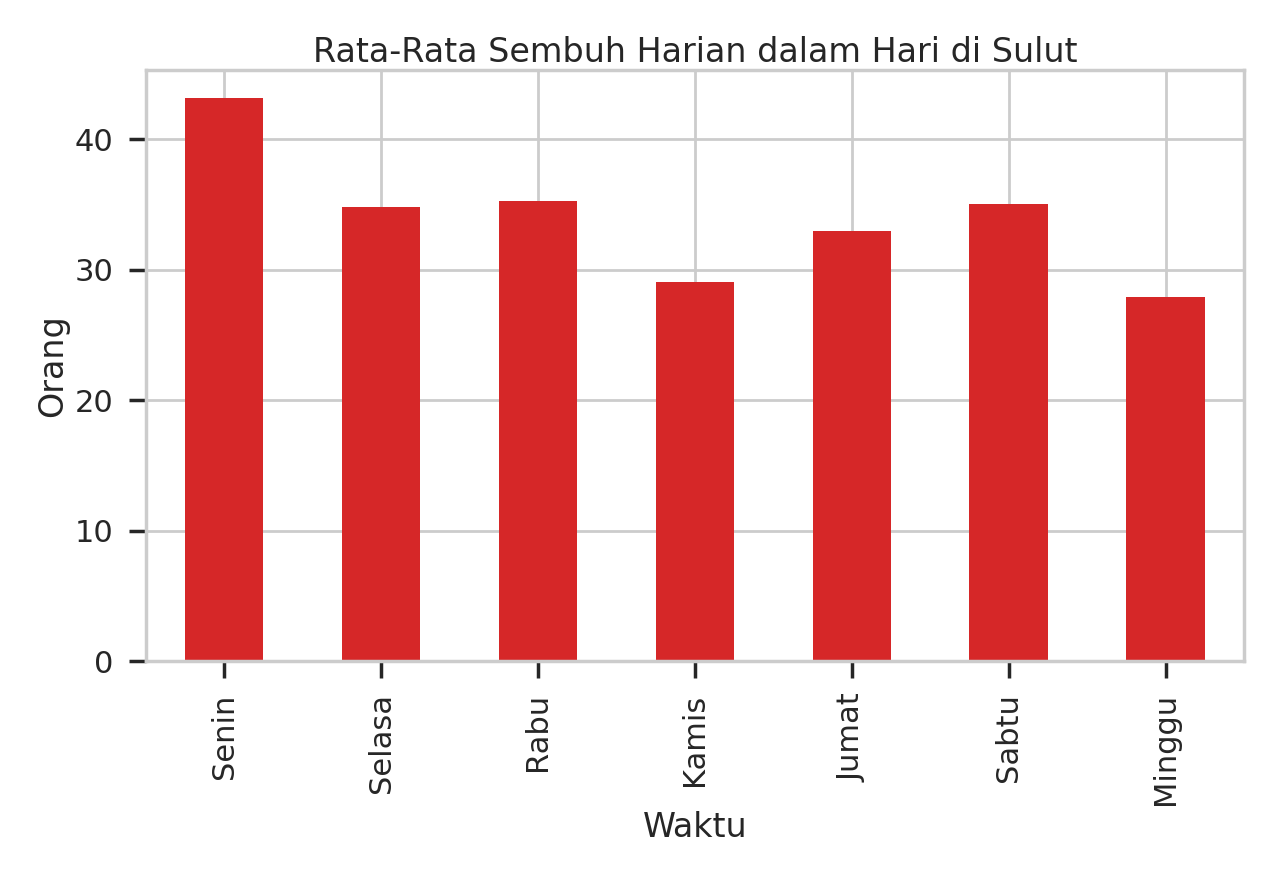 Rata-Rata Sembuh Harian dalam Hari di Sulut
Orang
40
30
20
10
0
Senin
Selasa
Rabu
Kamis
Jumat
Sabtu
Minggu
Waktu